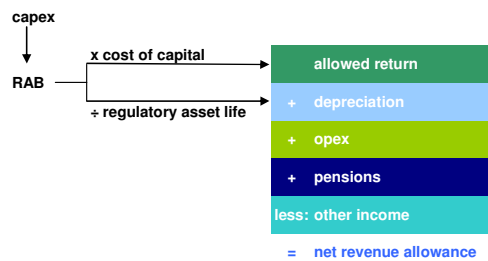 capex
x cost of capital
RAB
÷ regulatory asset life
allowed return
+ depreciation
+ opex
+ pensions
less: other income
= net revenue allowance